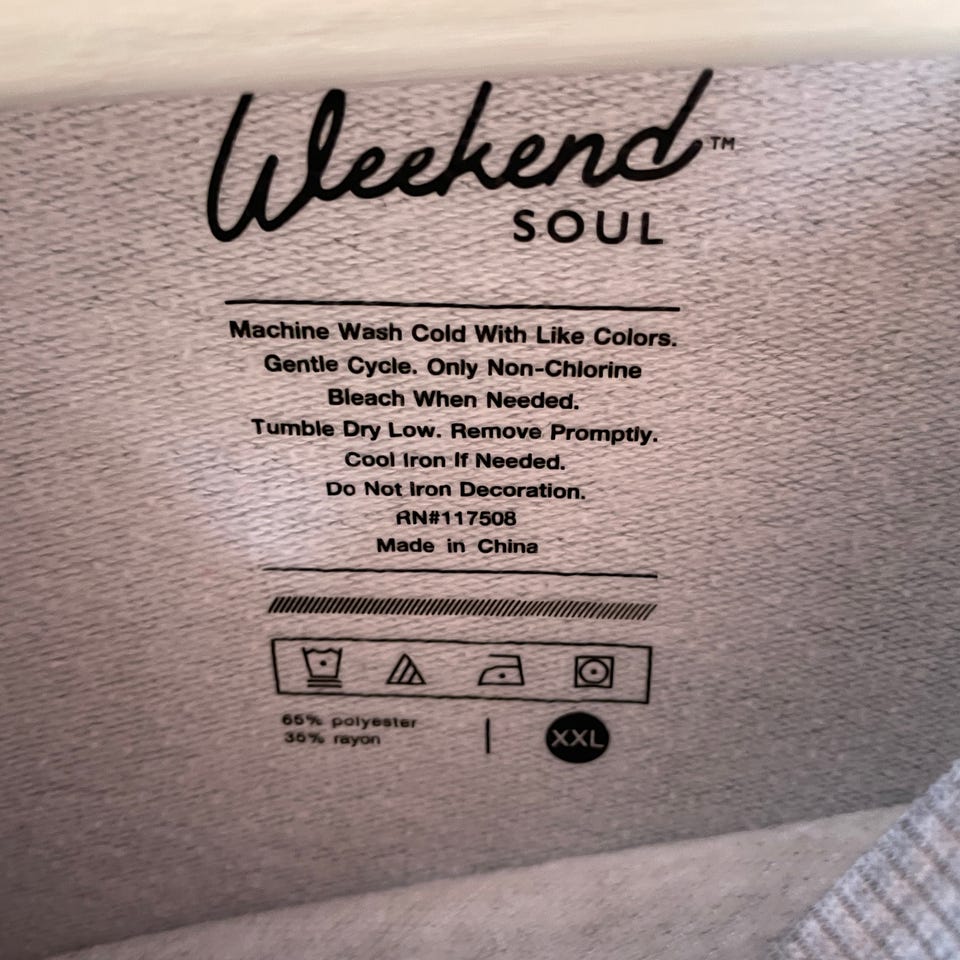 Weekend™
SOUL
Machine Wash Cold With Like Colors.
Gentle Cycle. Only Non-Chlorine
Bleach When Needed.
Tumble Dry Low. Remove Promptly.
Cool Iron If Needed.
Do Not Iron Decoration.
RN#117508
Made in China
65% polyester
35% rayon
XXL